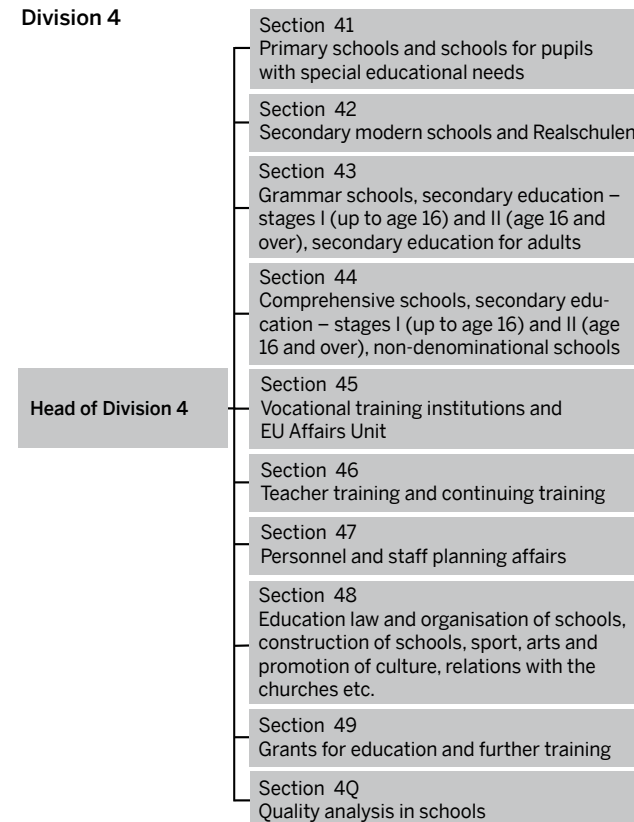 Division 4
Section 41
Primary schools and schools for pupils
with special educational needs
Section 42
Secondary modern schools and Realschulen
Section 43
Grammar schools, secondary education –
stages I (up to age 16) and II (age 16 and
over), secondary education for adults
Section 44
Comprehensive schools, secondary edu-
cation – stages I (up to age 16) and II (age
16 and over), non-denominational schools
Head of Division 4
Section 45
Vocational training institutions and
EU Affairs Unit
Section 46
Teacher training and continuing training
Section 47
Personnel and staff planning affairs
Section 48
Education law and organisation of schools,
construction of schools, sport, arts and
promotion of culture, relations with the
churches etc.
Section 49
Grants for education and further training
Section 4Q
Quality analysis in schools